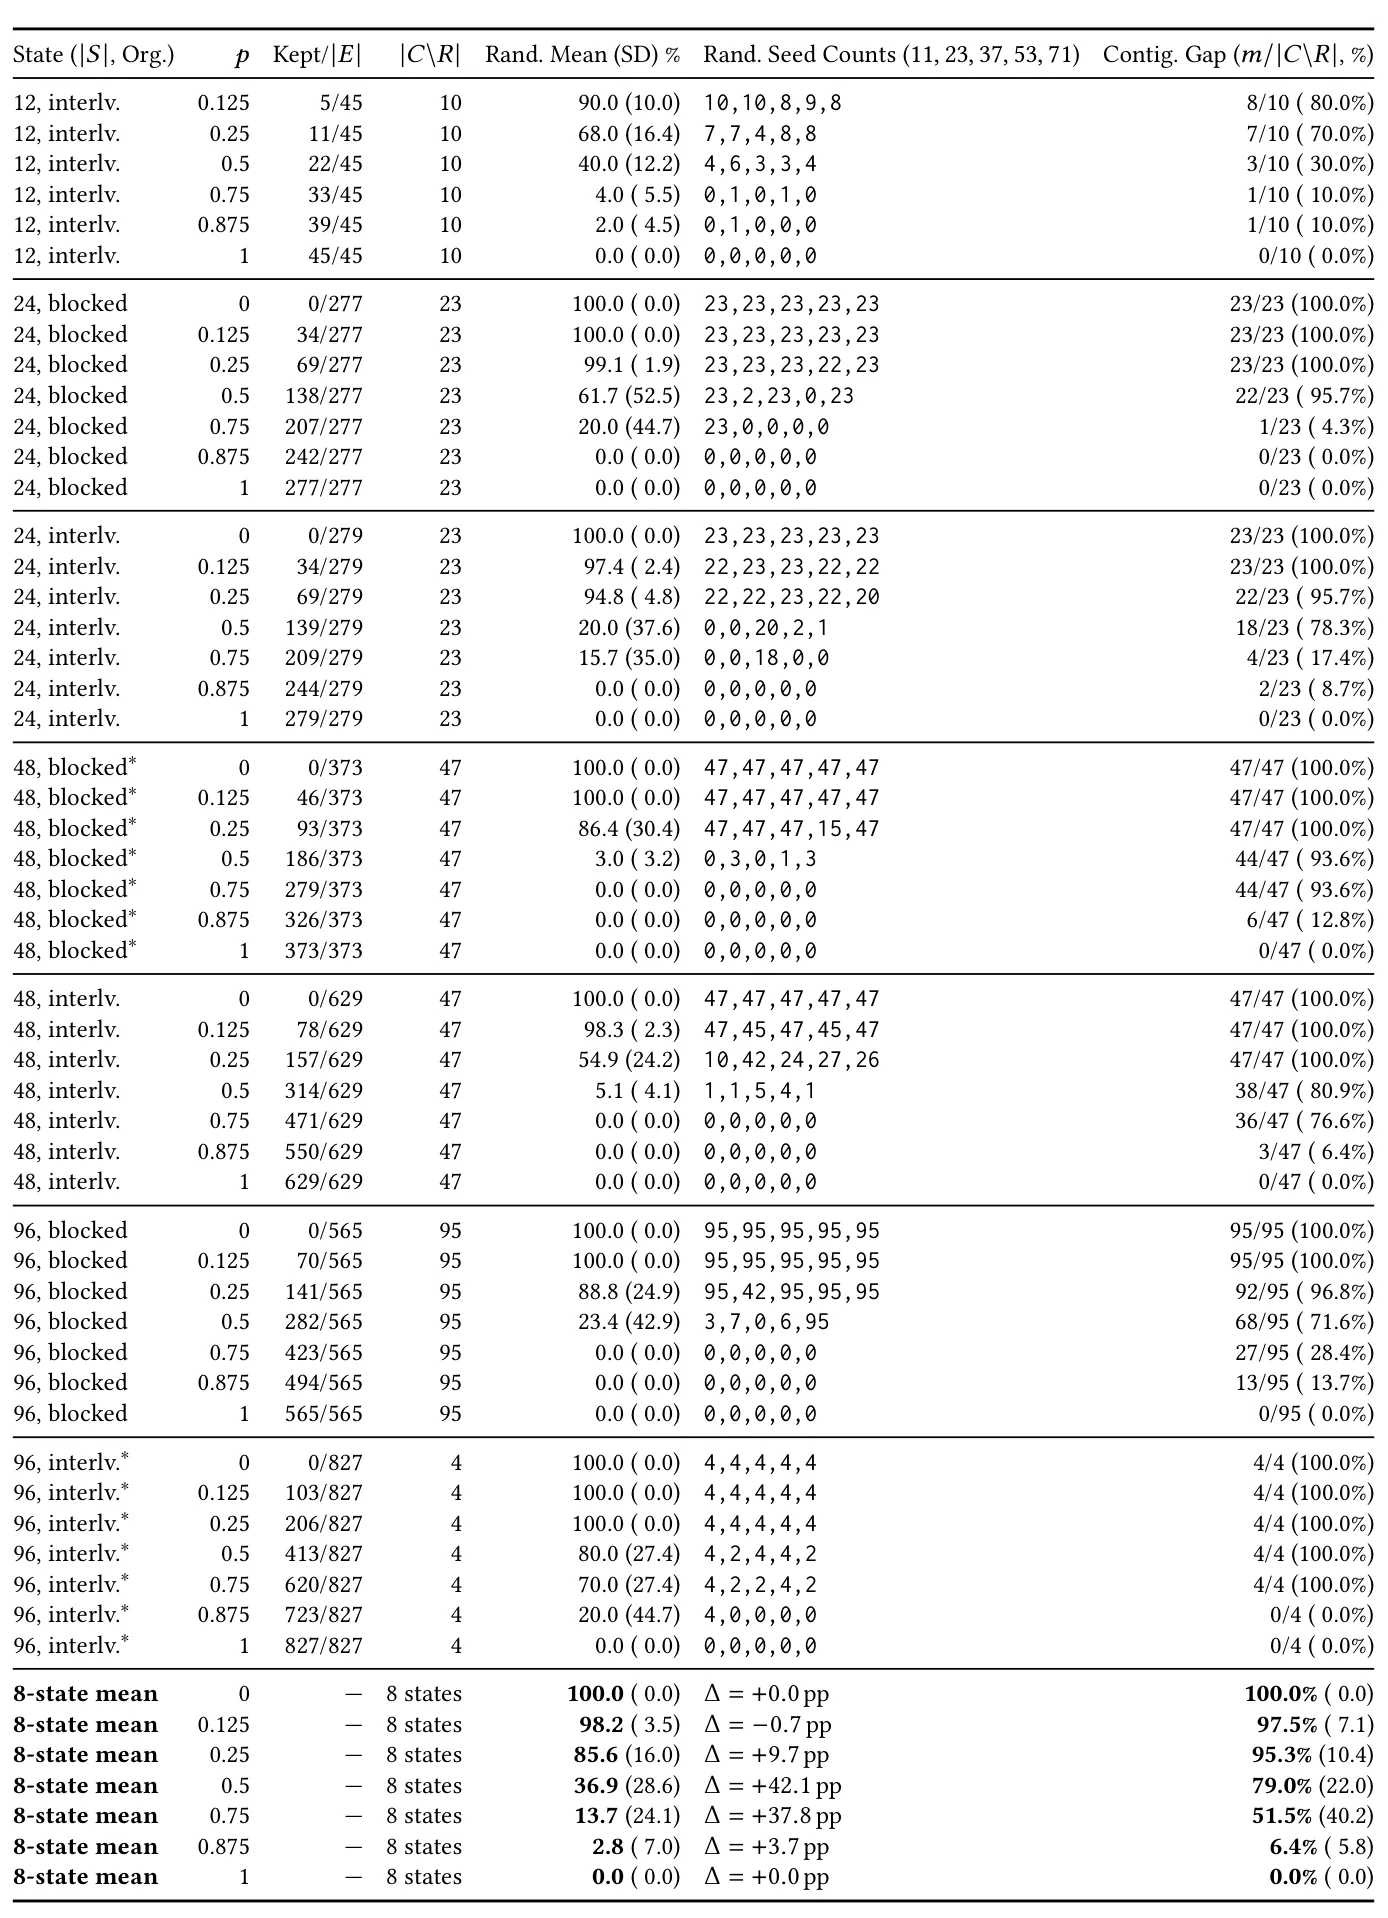 State (|S|, Org.) p Kept/|E| |C\R| Rand. Mean (SD) % Rand. Seed Counts (11, 23, 37, 53, 71) Contig. Gap (m/|C\R|, %)
12, interlv. 0.125 5/45 10 90.0 (10.0) 10,10,8,9,8 8/10 ( 80.0%)
12, interlv. 0.25 11/45 10 68.0 (16.4) 7,7,4,8,8 7/10 ( 70.0%)
12, interlv. 0.5 22/45 10 40.0 (12.2) 4,6,3,3,4 3/10 ( 30.0%)
12, interlv. 0.75 33/45 10 4.0 ( 5.5) 0,1,0,1,0 1/10 ( 10.0%)
12, interlv. 0.875 39/45 10 2.0 ( 4.5) 0,1,0,0,0 1/10 ( 10.0%)
12, interlv. 1 45/45 10 0.0 ( 0.0) 0,0,0,0,0 0/10 ( 0.0%)
24, blocked 0 0/277 23 100.0 ( 0.0) 23,23,23,23,23 23/23 (100.0%)
24, blocked 0.125 34/277 23 100.0 ( 0.0) 23,23,23,23,23 23/23 (100.0%)
24, blocked 0.25 69/277 23 99.1 ( 1.9) 23,23,23,22,23 23/23 (100.0%)
24, blocked 0.5 138/277 23 61.7 (52.5) 23,2,23,0,23 22/23 ( 95.7%)
24, blocked 0.75 207/277 23 20.0 (44.7) 23,0,0,0,0 1/23 ( 4.3%)
24, blocked 0.875 242/277 23 0.0 ( 0.0) 0,0,0,0,0 0/23 ( 0.0%)
24, blocked 1 277/277 23 0.0 ( 0.0) 0,0,0,0,0 0/23 ( 0.0%)
24, interlv. 0 0/279 23 100.0 ( 0.0) 23,23,23,23,23 23/23 (100.0%)
24, interlv. 0.125 34/279 23 97.4 ( 2.4) 22,23,23,22,22 23/23 (100.0%)
24, interlv. 0.25 69/279 23 94.8 ( 4.8) 22,22,23,22,20 22/23 ( 95.7%)
24, interlv. 0.5 139/279 23 20.0 (37.6) 0,0,20,2,1 18/23 ( 78.3%)
24, interlv. 0.75 209/279 23 15.7 (35.0) 0,0,18,0,0 4/23 ( 17.4%)
24, interlv. 0.875 244/279 23 0.0 ( 0.0) 0,0,0,0,0 2/23 ( 8.7%)
24, interlv. 1 279/279 23 0.0 ( 0.0) 0,0,0,0,0 0/23 ( 0.0%)
48, blocked* 0 0/373 47 100.0 ( 0.0) 47,47,47,47,47 47/47 (100.0%)
48, blocked* 0.125 46/373 47 100.0 ( 0.0) 47,47,47,47,47 47/47 (100.0%)
48, blocked* 0.25 93/373 47 86.4 (30.4) 47,47,47,15,47 47/47 (100.0%)
48, blocked* 0.5 186/373 47 3.0 ( 3.2) 0,3,0,1,3 44/47 ( 93.6%)
48, blocked* 0.75 279/373 47 0.0 ( 0.0) 0,0,0,0,0 44/47 ( 93.6%)
48, blocked* 0.875 326/373 47 0.0 ( 0.0) 0,0,0,0,0 6/47 ( 12.8%)
48, blocked* 1 373/373 47 0.0 ( 0.0) 0,0,0,0,0 0/47 ( 0.0%)
48, interlv. 0 0/629 47 100.0 ( 0.0) 47,47,47,47,47 47/47 (100.0%)
48, interlv. 0.125 78/629 47 98.3 ( 2.3) 47,45,47,45,47 47/47 (100.0%)
48, interlv. 0.25 157/629 47 54.9 (24.2) 10,42,24,27,26 47/47 (100.0%)
48, interlv. 0.5 314/629 47 5.1 ( 4.1) 1,1,5,4,1 38/47 ( 80.9%)
48, interlv. 0.75 471/629 47 0.0 ( 0.0) 0,0,0,0,0 36/47 ( 76.6%)
48, interlv. 0.875 550/629 47 0.0 ( 0.0) 0,0,0,0,0 3/47 ( 6.4%)
48, interlv. 1 629/629 47 0.0 ( 0.0) 0,0,0,0,0 0/47 ( 0.0%)
96, blocked 0 0/565 95 100.0 ( 0.0) 95,95,95,95,95 95/95 (100.0%)
96, blocked 0.125 70/565 95 100.0 ( 0.0) 95,95,95,95,95 95/95 (100.0%)
96, blocked 0.25 141/565 95 88.8 (24.9) 95,42,95,95,95 92/95 ( 96.8%)
96, blocked 0.5 282/565 95 23.4 (42.9) 3,7,0,6,95 68/95 ( 71.6%)
96, blocked 0.75 423/565 95 0.0 ( 0.0) 0,0,0,0,0 27/95 ( 28.4%)
96, blocked 0.875 494/565 95 0.0 ( 0.0) 0,0,0,0,0 13/95 ( 13.7%)
96, blocked 1 565/565 95 0.0 ( 0.0) 0,0,0,0,0 0/95 ( 0.0%)
96, interlv.* 0 0/827 4 100.0 ( 0.0) 4,4,4,4,4 4/4 (100.0%)
96, interlv.* 0.125 103/827 4 100.0 ( 0.0) 4,4,4,4,4 4/4 (100.0%)
96, interlv.* 0.25 206/827 4 100.0 ( 0.0) 4,4,4,4,4 4/4 (100.0%)
96, interlv.* 0.5 413/827 4 80.0 (27.4) 4,2,4,4,2 4/4 (100.0%)
96, interlv.* 0.75 620/827 4 70.0 (27.4) 4,2,2,4,2 4/4 (100.0%)
96, interlv.* 0.875 723/827 4 20.0 (44.7) 4,0,0,0,0 0/4 ( 0.0%)
96, interlv.* 1 827/827 4 0.0 ( 0.0) 0,0,0,0,0 0/4 ( 0.0%)
8-state mean 0 — 8 states 100.0 ( 0.0) Δ = +0.0 pp 100.0% ( 0.0)
8-state mean 0.125 — 8 states 98.2 ( 3.5) Δ = −0.7 pp 97.5% ( 7.1)
8-state mean 0.25 — 8 states 85.6 (16.0) Δ = +9.7 pp 95.3% (10.4)
8-state mean 0.5 — 8 states 36.9 (28.6) Δ = +42.1 pp 79.0% (22.0)
8-state mean 0.75 — 8 states 13.7 (24.1) Δ = +37.8 pp 51.5% (40.2)
8-state mean 0.875 — 8 states 2.8 ( 7.0) Δ = +3.7 pp 6.4% ( 5.8)
8-state mean 1 — 8 states 0.0 ( 0.0) Δ = +0.0 pp 0.0% ( 0.0)